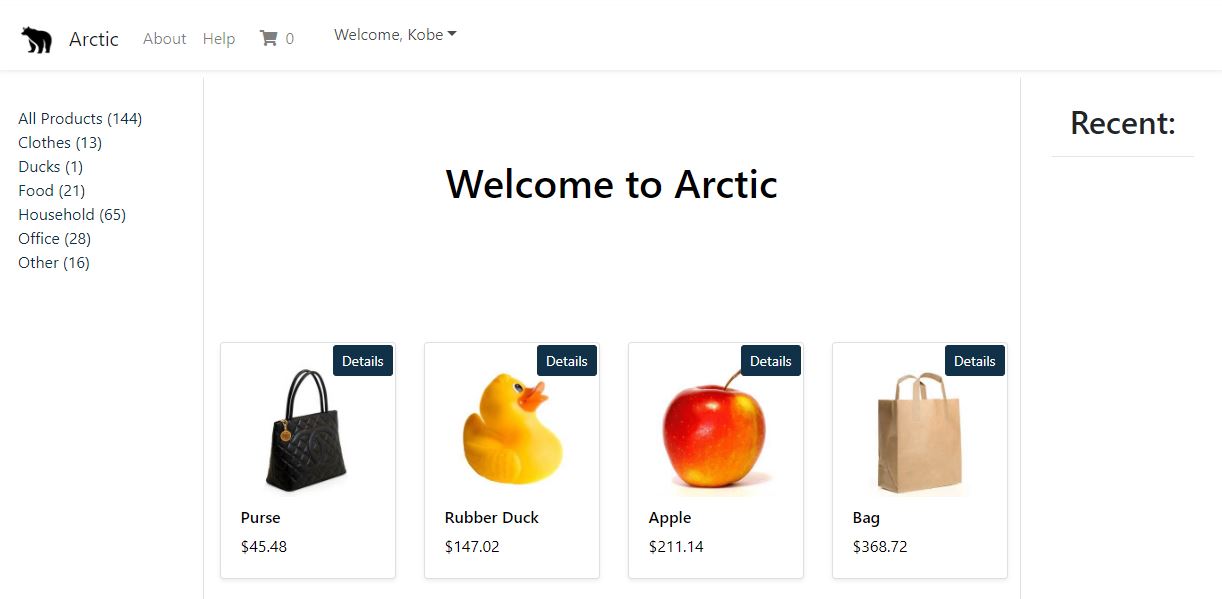 Arctic About Help 0 Welcome, Kobe
All Products (144)
Clothes (13)
Ducks (1)
Food (21)
Household (65)
Office (28)
Other (16)
Welcome to Arctic
Details
Purse
$45.48
Details
Rubber Duck
$147.02
Details
Apple
$211.14
Details
Bag
$368.72
Recent: